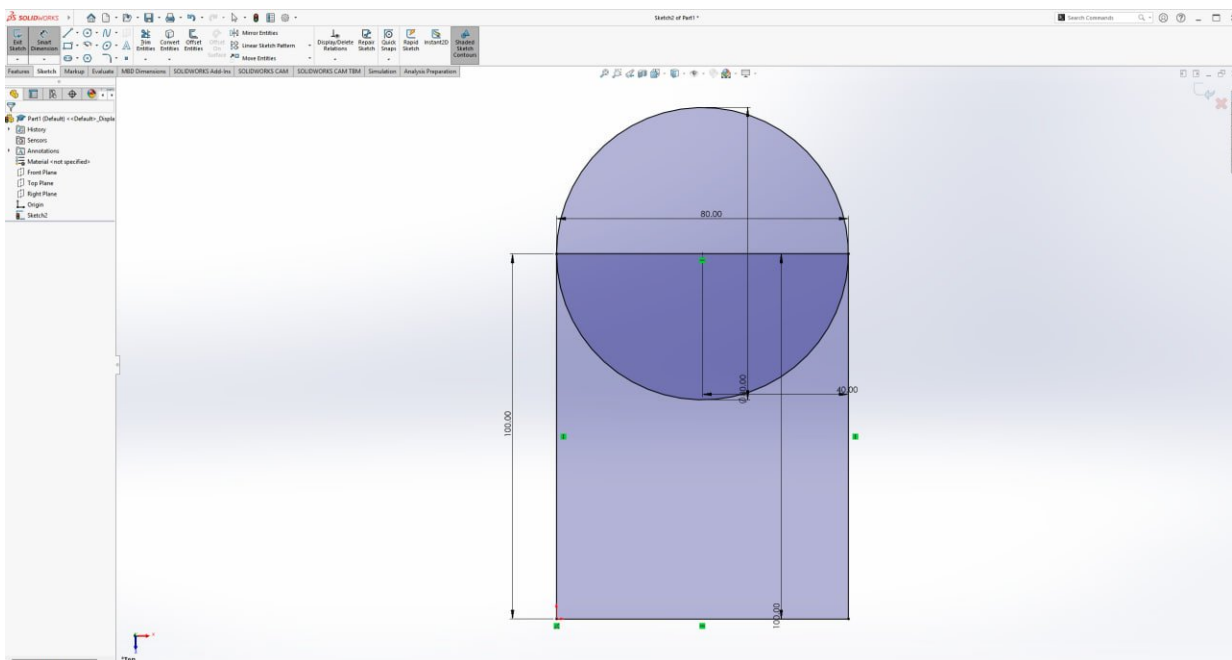 SOLIDWORKS
Sketch2 of Part1 *
Search Commands
Exit Sketch
Smart Dimension
Trim Entities
Convert Entities
Offset Entities
Offset On Surface
Mirror Entities
Linear Sketch Pattern
Move Entities
Display/Delete Relations
Repair Sketch
Quick Snaps
Rapid Sketch
Instant2D
Shaded Sketch Contours
Features Sketch Markup Evaluate MBD Dimensions SOLIDWORKS Add-Ins SOLIDWORKS CAM SOLIDWORKS CAM TBM Simulation Analysis Preparation
Part1 (Default) <<Default>_Displa
History
Sensors
Annotations
Material <not specified>
Front Plane
Top Plane
Right Plane
Origin
Sketch2
80.00
40.00
100.00
100.00
*Top